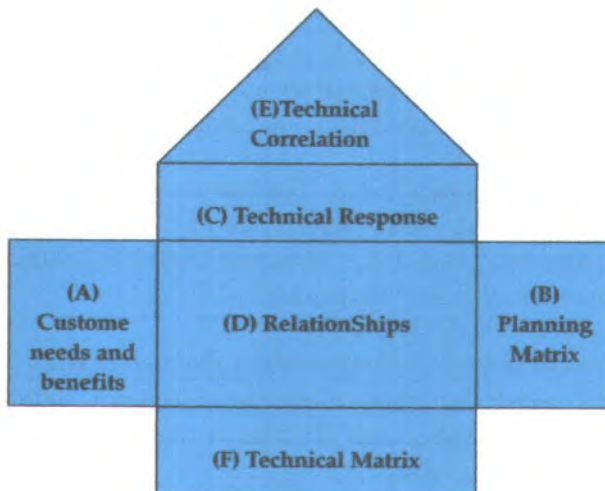 (E)Technical
Correlation
(C) Technical Response
(A)
Custome
needs and
benefits
(D) RelationShips
(B)
Planning
Matrix
(F) Technical Matrix